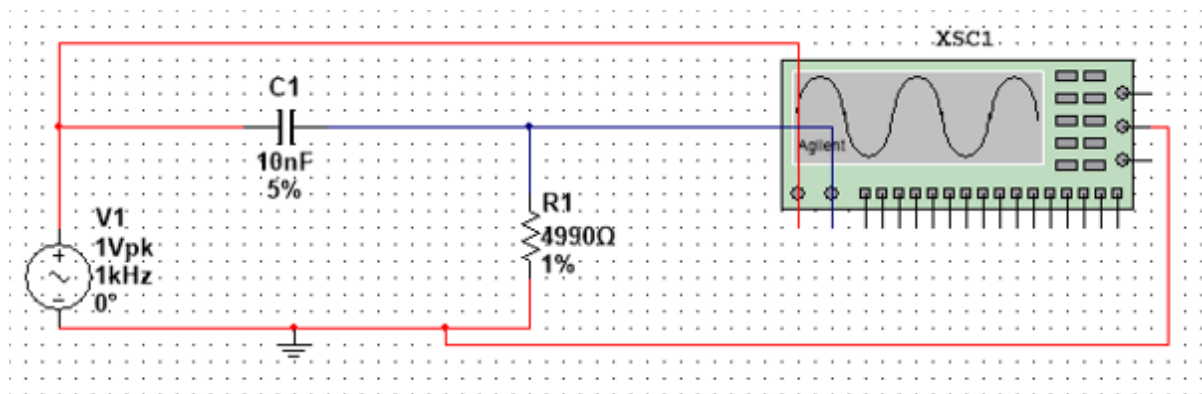 XSC1
C1
Agilent
10nF
5%
V1
1Vpk
1kHz
0°
R1
4990Ω
1%